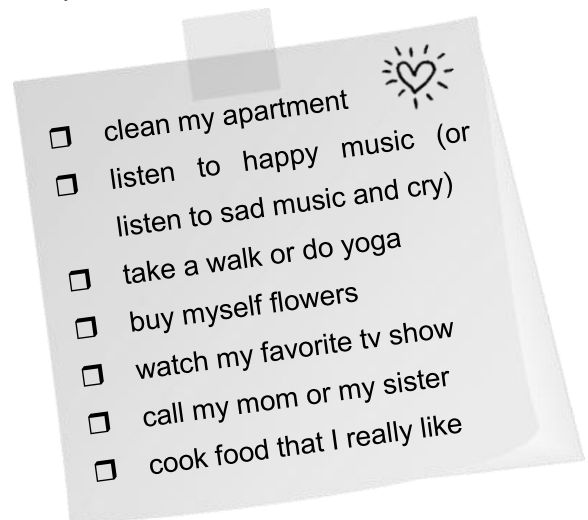 clean my apartment
listen to happy music (or
listen to sad music and cry)
take a walk or do yoga
buy myself flowers
watch my favorite tv show
call my mom or my sister
cook food that I really like